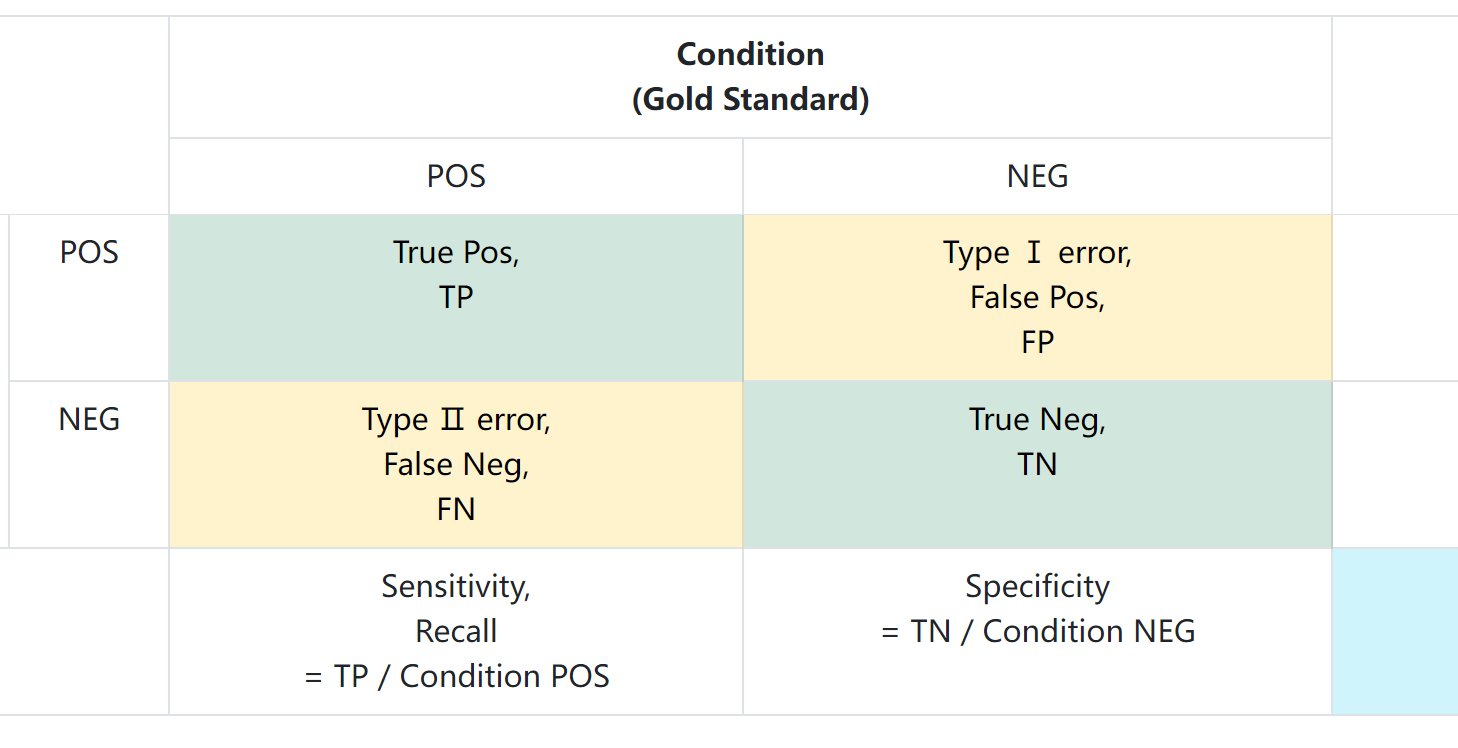 Condition
(Gold Standard)
POS
NEG
POS
True Pos,
TP
Type Ⅰ error,
False Pos,
FP
NEG
Type Ⅱ error,
False Neg,
FN
True Neg,
TN
Sensitivity,
Recall
= TP / Condition POS
Specificity
= TN / Condition NEG